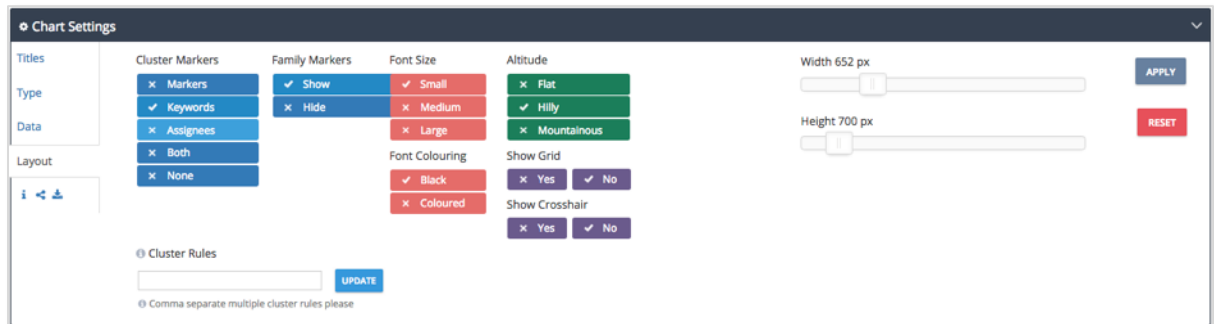 Chart Settings
Titles
Type
Data
Layout
Cluster Markers
Markers
Keywords
Assignees
Both
None
Family Markers
Show
Hide
Font Size
Small
Medium
Large
Font Colouring
Black
Coloured
Altitude
Flat
Hilly
Mountainous
Show Grid
Yes No
Show Crosshair
Yes No
Width 652 px
Height 700 px
APPLY
RESET
Cluster Rules
UPDATE
Comma separate multiple cluster rules please